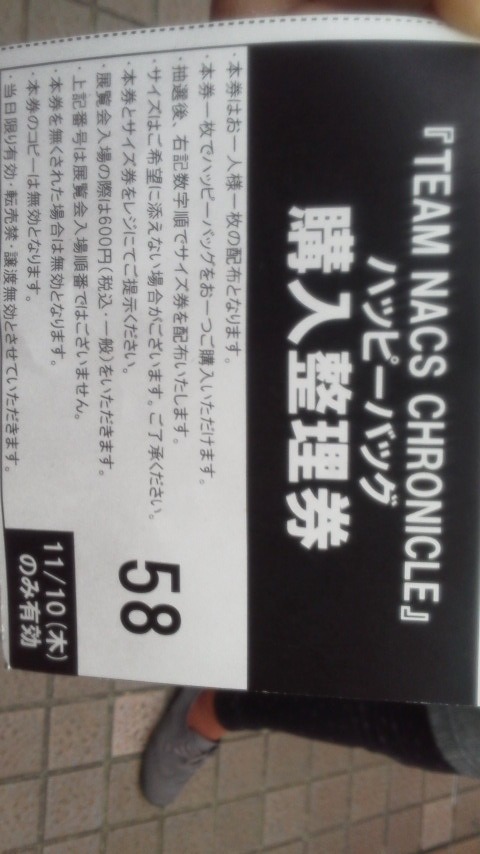 『TEAM NACS CHRONICLE』
ハッピーバッグ
購入整理券
・本券はお一人様一枚の配布となります。
・本券一枚でハッピーバッグをお一つご購入いただけます。
・抽選後、右記数字順でサイズ券を配布いたします。
・サイズはご希望に添えない場合がございます。ご了承ください。
・本券とサイズ券をレジにてご提示ください。
・展覧会入場の際は600円(税込・一般)をいただきます。
・上記番号は展覧会入場順番ではございません。
・本券を無くされた場合は無効となります。
・本券のコピーは無効となります。
・当日限り有効・転売禁・譲渡無効とさせていただきます。
58
11/10(木)
のみ有効